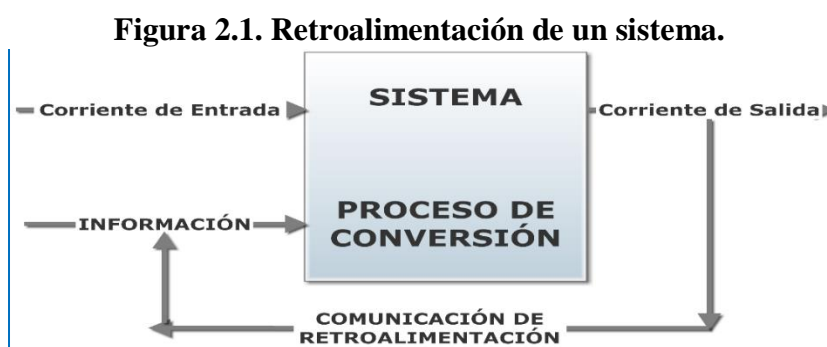 Figura 2.1. Retroalimentación de un sistema.
Corriente de Entrada
SISTEMA
Corriente de Salida
INFORMACIÓN
PROCESO DE
CONVERSIÓN
COMUNICACIÓN DE
RETROALIMENTACIÓN